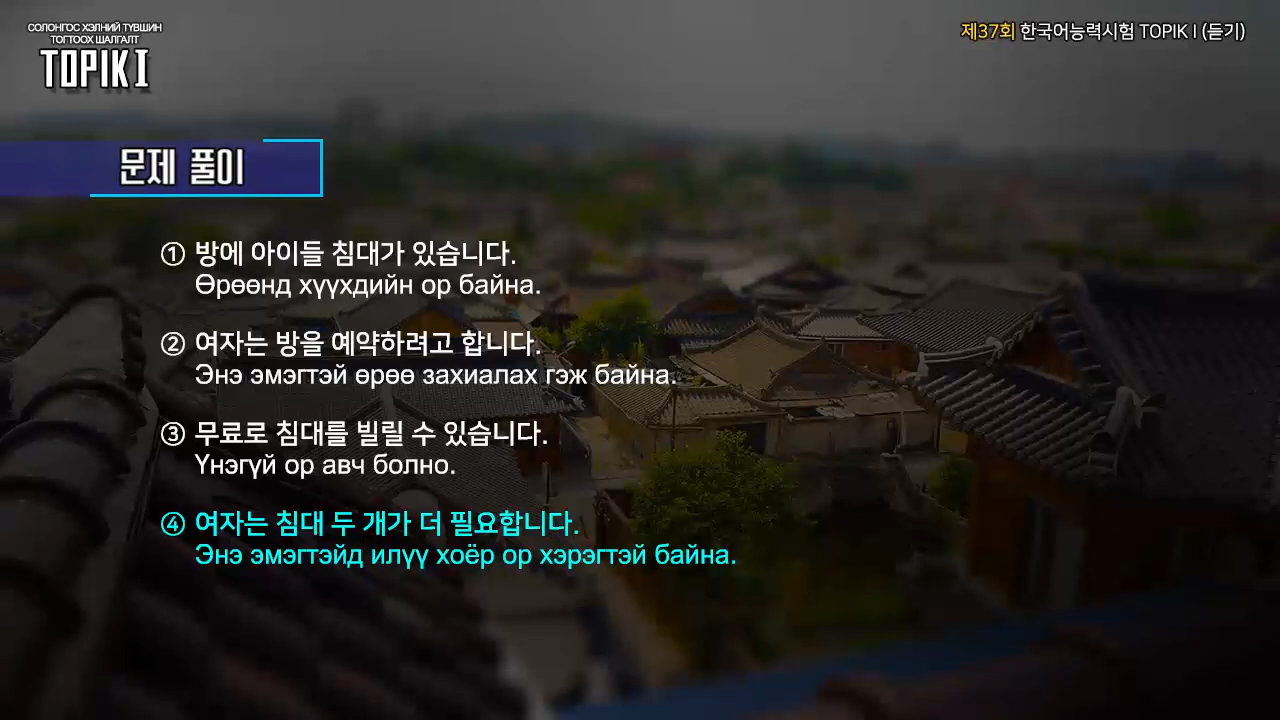 СОЛОНГОС ХЭЛНИЙ ТҮВШИН
ТОГТООХ ШАЛГАЛТ
TOPIK I
제37회 한국어능력시험 TOPIK I (듣기)
문제 풀이
① 방에 아이들 침대가 있습니다.
Өрөөнд хүүхдийн ор байна.
② 여자는 방을 예약하려고 합니다.
Энэ эмэгтэй өрөө захиалах гэж байна.
③ 무료로 침대를 빌릴 수 있습니다.
Үнэгүй ор авч болно.
④ 여자는 침대 두 개가 더 필요합니다.
Энэ эмэгтэйд илүү хоёр ор хэрэгтэй байна.